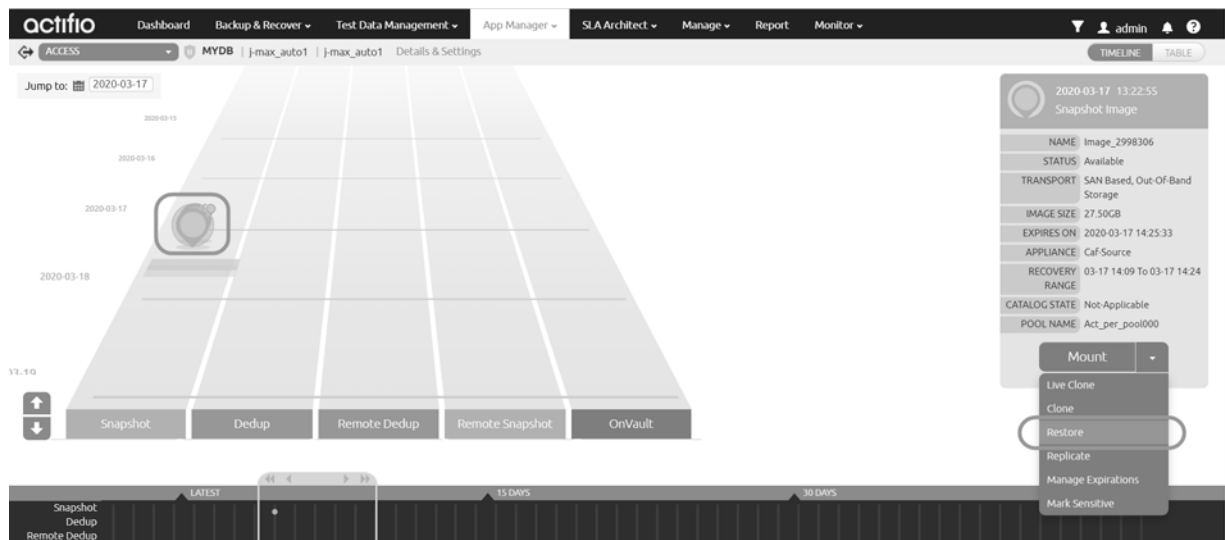 actifio Dashboard Backup & Recover Test Data Management App Manager SLA Architect Manage Report Monitor admin ?
ACCESS MYDB | j-max_auto1 | j-max_auto1 Details & Settings TIMELINE TABLE
Jump to: 2020-03-17
2020-03-15
2020-03-16
2020-03-17
2020-03-18
Snapshot Dedup Remote Dedup Remote Snapshot OnVault
2020-03-17 13:22:55
Snapshot Image
NAME Image_2998306
STATUS Available
TRANSPORT SAN Based, Out-Of-Band
Storage
IMAGE SIZE 27.50GB
EXPIRES ON 2020-03-17 14:25:33
APPLIANCE Caf-Source
RECOVERY RANGE 03-17 14:09 To 03-17 14:24
CATALOG STATE Not-Applicable
POOL NAME Act_per_pool000
Mount
Live Clone
Clone
Restore
Replicate
Manage Expirations
Mark Sensitive
LATEST 15 DAYS 30 DAYS
Snapshot
Dedup
Remote Dedup